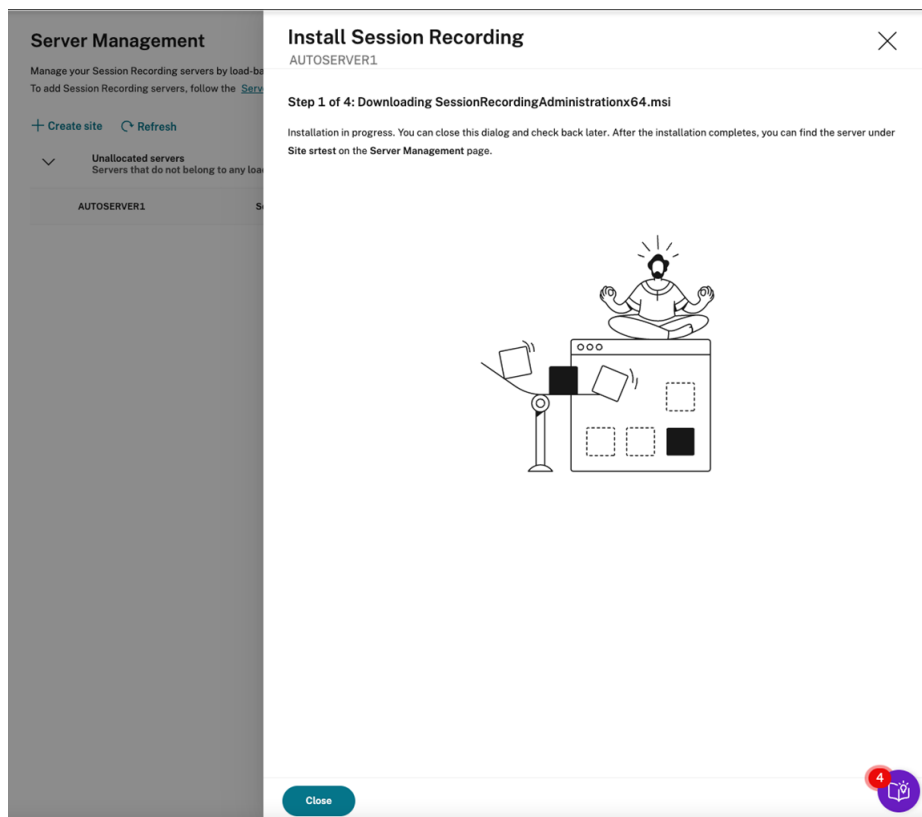 Server Management
Manage your Session Recording servers by load-ba
To add Session Recording servers, follow the Serv
Create site
Refresh
Unallocated servers
Servers that do not belong to any loa
AUTOSERVER1
Install Session Recording
AUTOSERVER1
Step 1 of 4: Downloading SessionRecordingAdministrationx64.msi
Installation in progress. You can close this dialog and check back later. After the installation completes, you can find the server under
Site srtest on the Server Management page.
4
Close